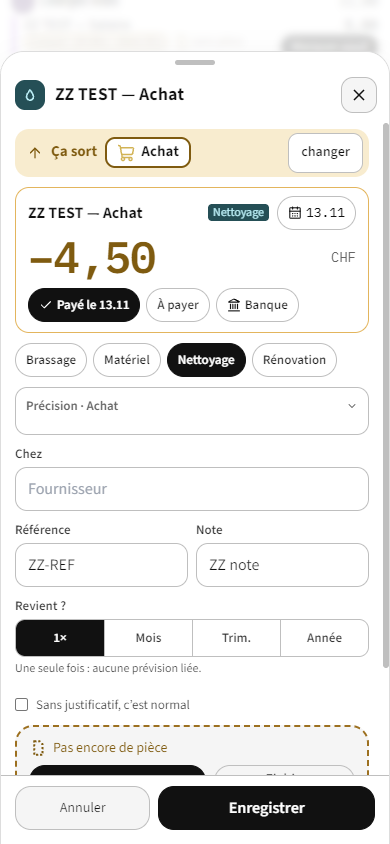 ZZ TEST — Achat
Ça sort Achat changer
ZZ TEST — Achat Nettoyage 13.11
−4,50 CHF
Payé le 13.11 À payer Banque
Brassage Matériel Nettoyage Rénovation
Précision · Achat
Chez
Fournisseur
Référence Note
ZZ-REF ZZ note
Revient ?
1× Mois Trim. Année
Une seule fois : aucune prévision liée.
Sans justificatif, c’est normal
Pas encore de pièce
Annuler Enregistrer